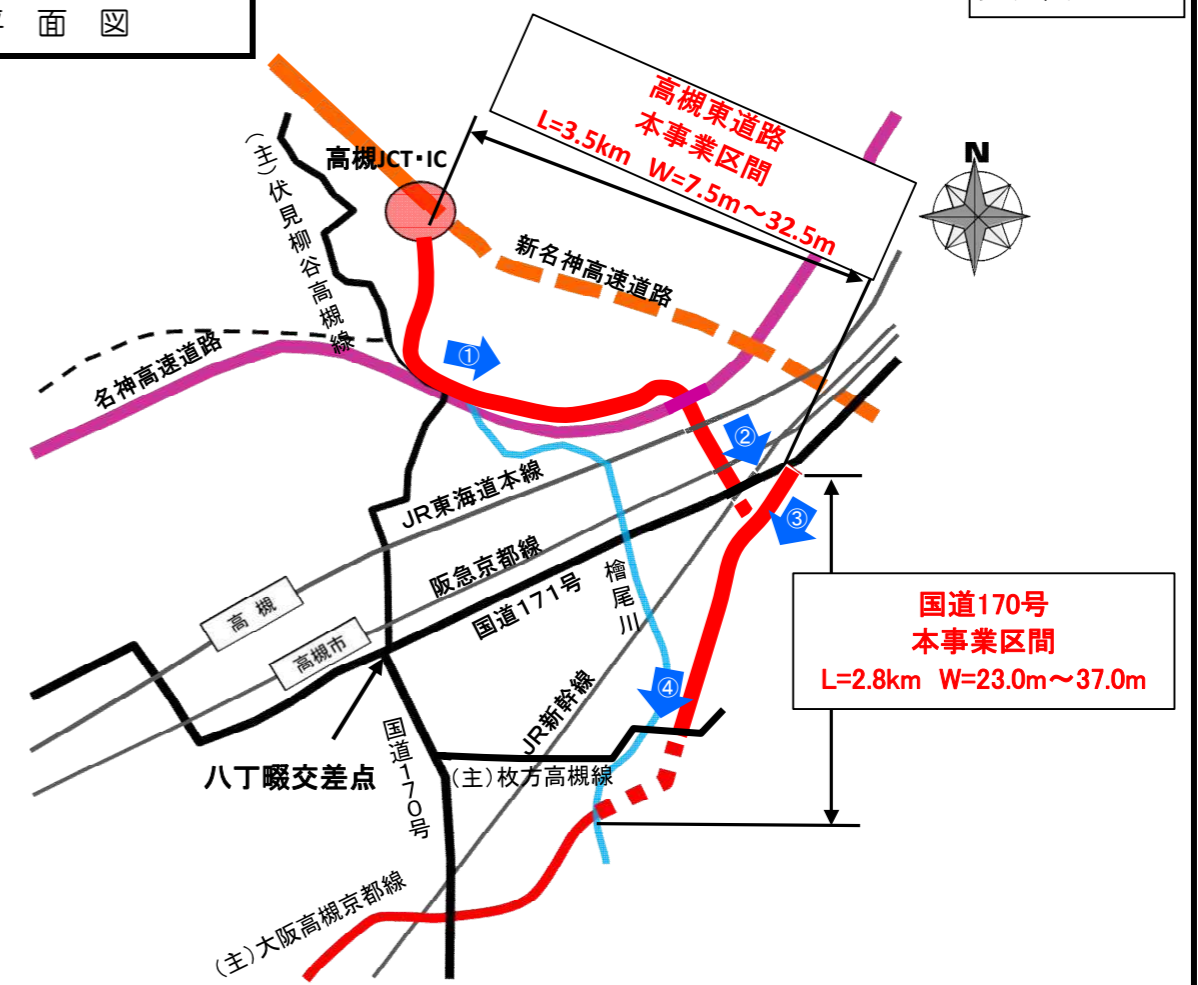 面 図
高槻東道路
本事業区間
L=3.5km W=7.5m～32.5m
N
高槻JCT・IC
(主)伏見柳谷高槻線
新名神高速道路
名神高速道路
①
②
③
④
JR東海道本線
阪急京都線
国道171号
檜尾川
高 槻
高槻市
国道170号
本事業区間
L=2.8km W=23.0m～37.0m
JR新幹線
八丁畷交差点
国道170号
(主)枚方高槻線
(主)大阪高槻京都線